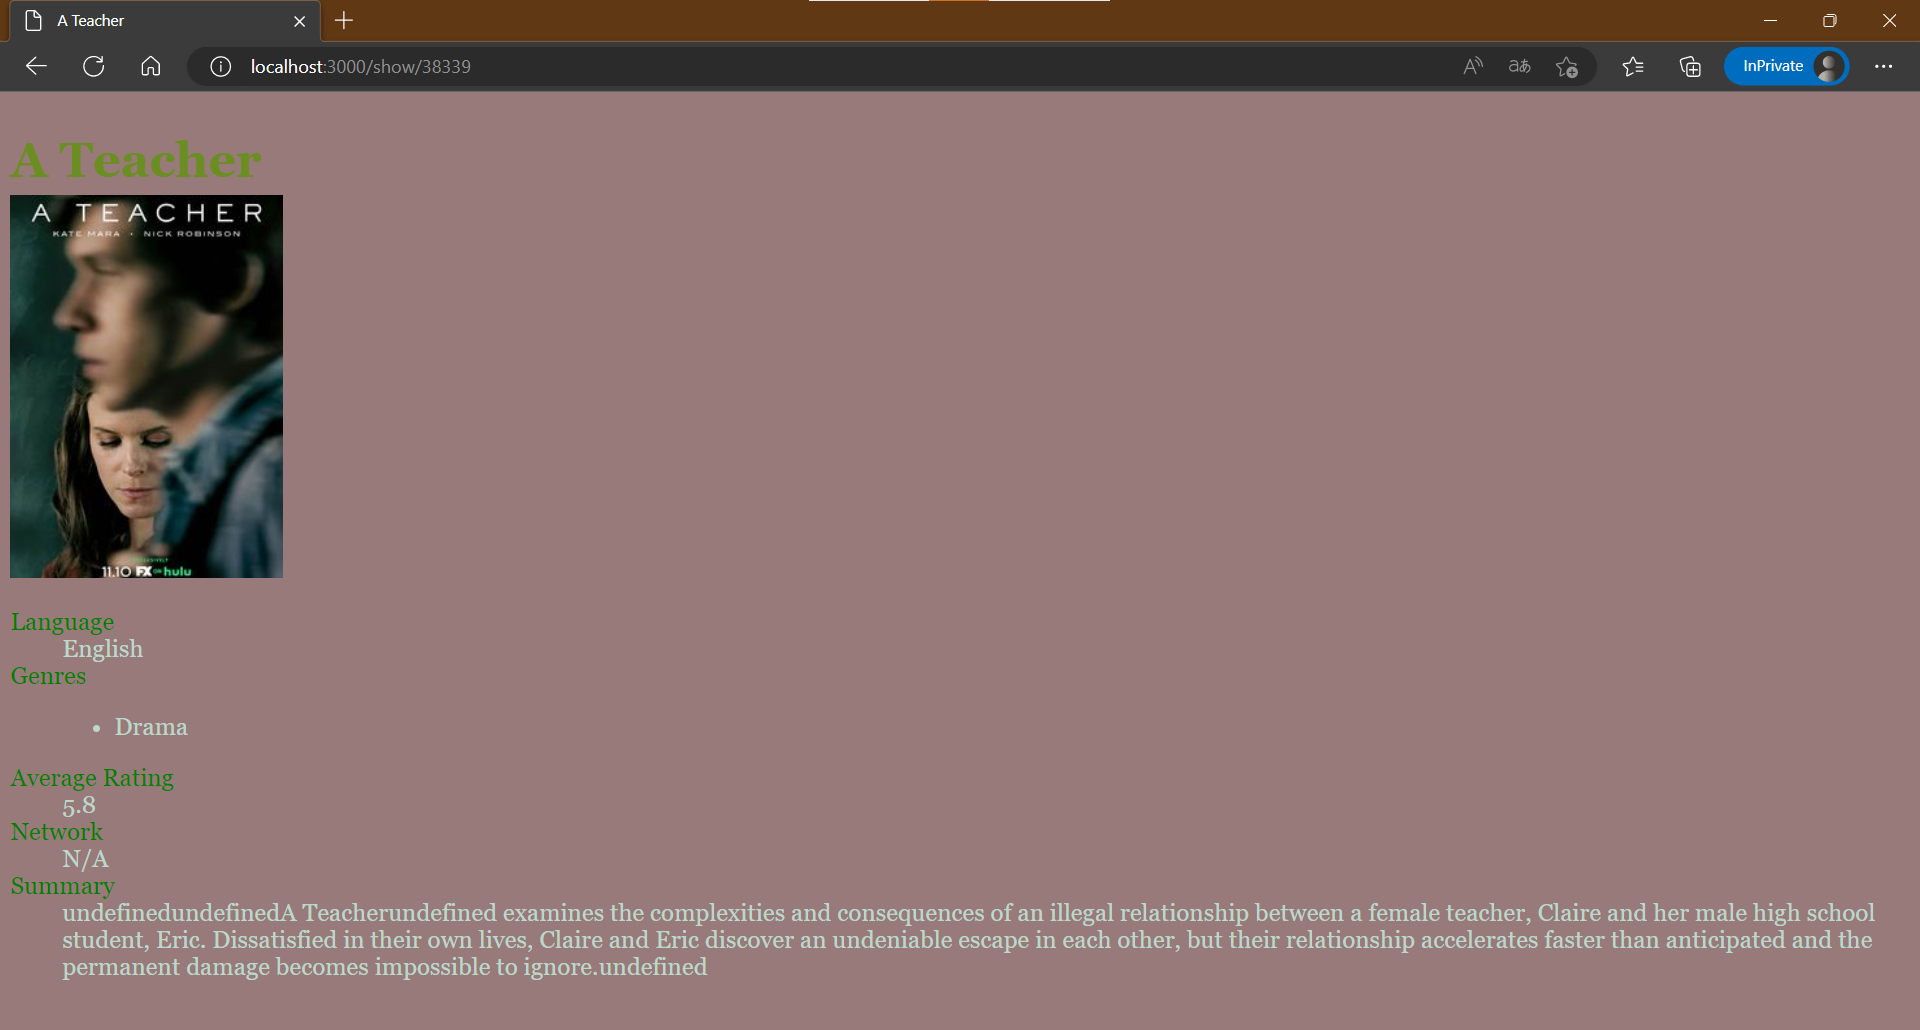 A Teacher
localhost:3000/show/38339
InPrivate
A Teacher
A TEACHER
KATE MARA • NICK ROBINSON
11.10 FX on hulu
Language
English
Genres
• Drama
Average Rating
5.8
Network
N/A
Summary
undefinedundefinedA Teacherundefined examines the complexities and consequences of an illegal relationship between a female teacher, Claire and her male high school
student, Eric. Dissatisfied in their own lives, Claire and Eric discover an undeniable escape in each other, but their relationship accelerates faster than anticipated and the
permanent damage becomes impossible to ignore.undefined